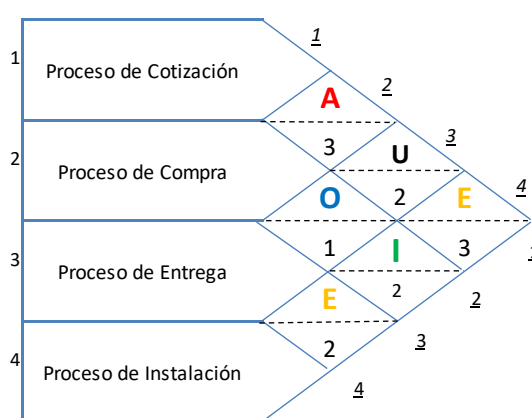 1
1
Proceso de Cotización
A
2
3
3
U
2
Proceso de Compra
O
2
E
4
1
I
3
3
Proceso de Entrega
E
2
2
2
3
4
Proceso de Instalación
4